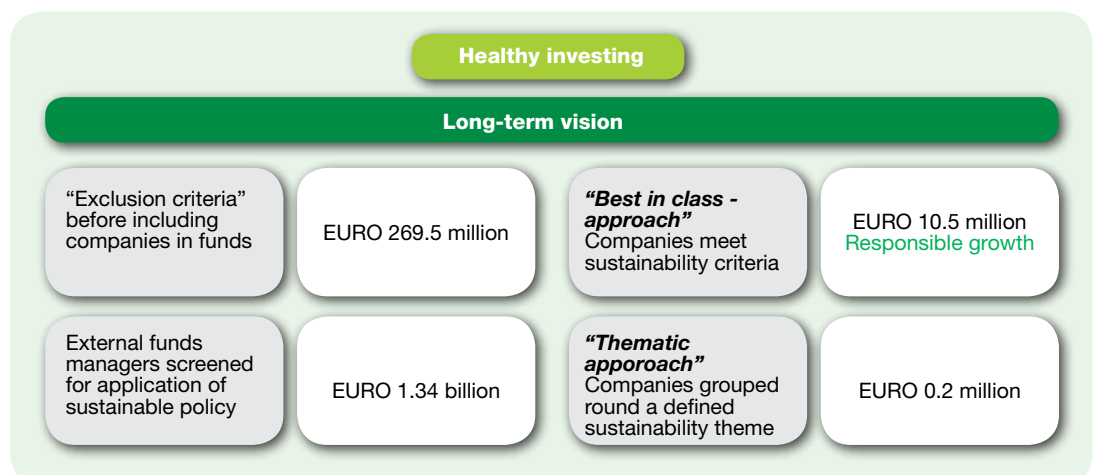 Healthy investing
Long-term vision
“Exclusion criteria”
before including
companies in funds
EURO 269.5 million
“Best in class -
approach”
Companies meet
sustainability criteria
EURO 10.5 million
Responsible growth
External funds
managers screened
for application of
sustainable policy
EURO 1.34 billion
“Thematic
apporoach”
Companies grouped
round a defined
sustainability theme
EURO 0.2 million